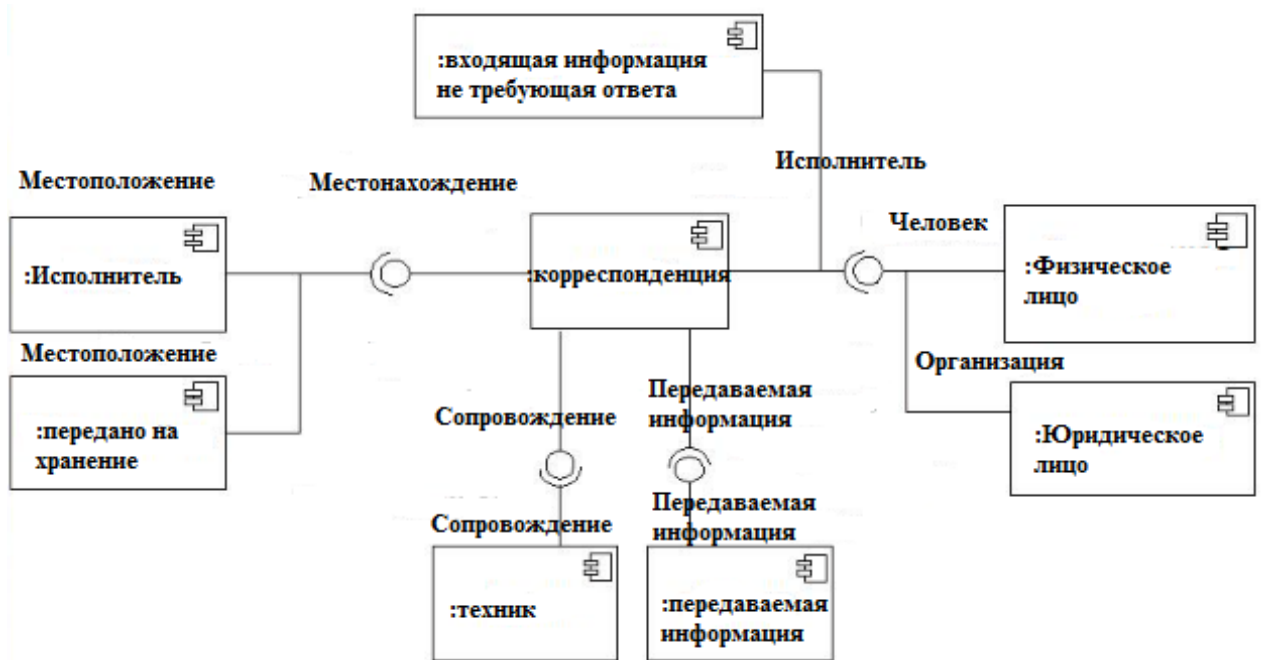 :входящая информация
не требующая ответа
Исполнитель
Местоположение
Местонахождение
Человек
:Исполнитель
:корреспонденция
:Физическое
лицо
Местоположение
Организация
:передано на
хранение
Сопровождение
Передаваемая
информация
:Юридическое
лицо
Сопровождение
Передаваемая
информация
:техник
:передаваемая
информация